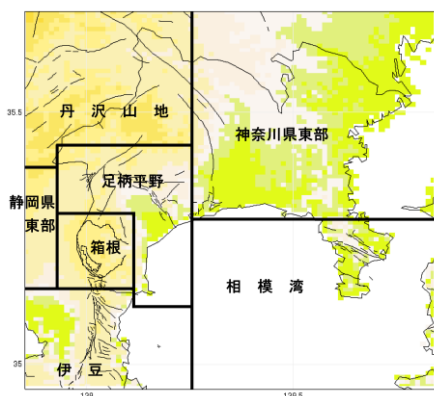 35.5
丹沢山地
神奈川県東部
足柄平野
静岡県
東部
箱根
相模湾
35
伊豆
139
139.5